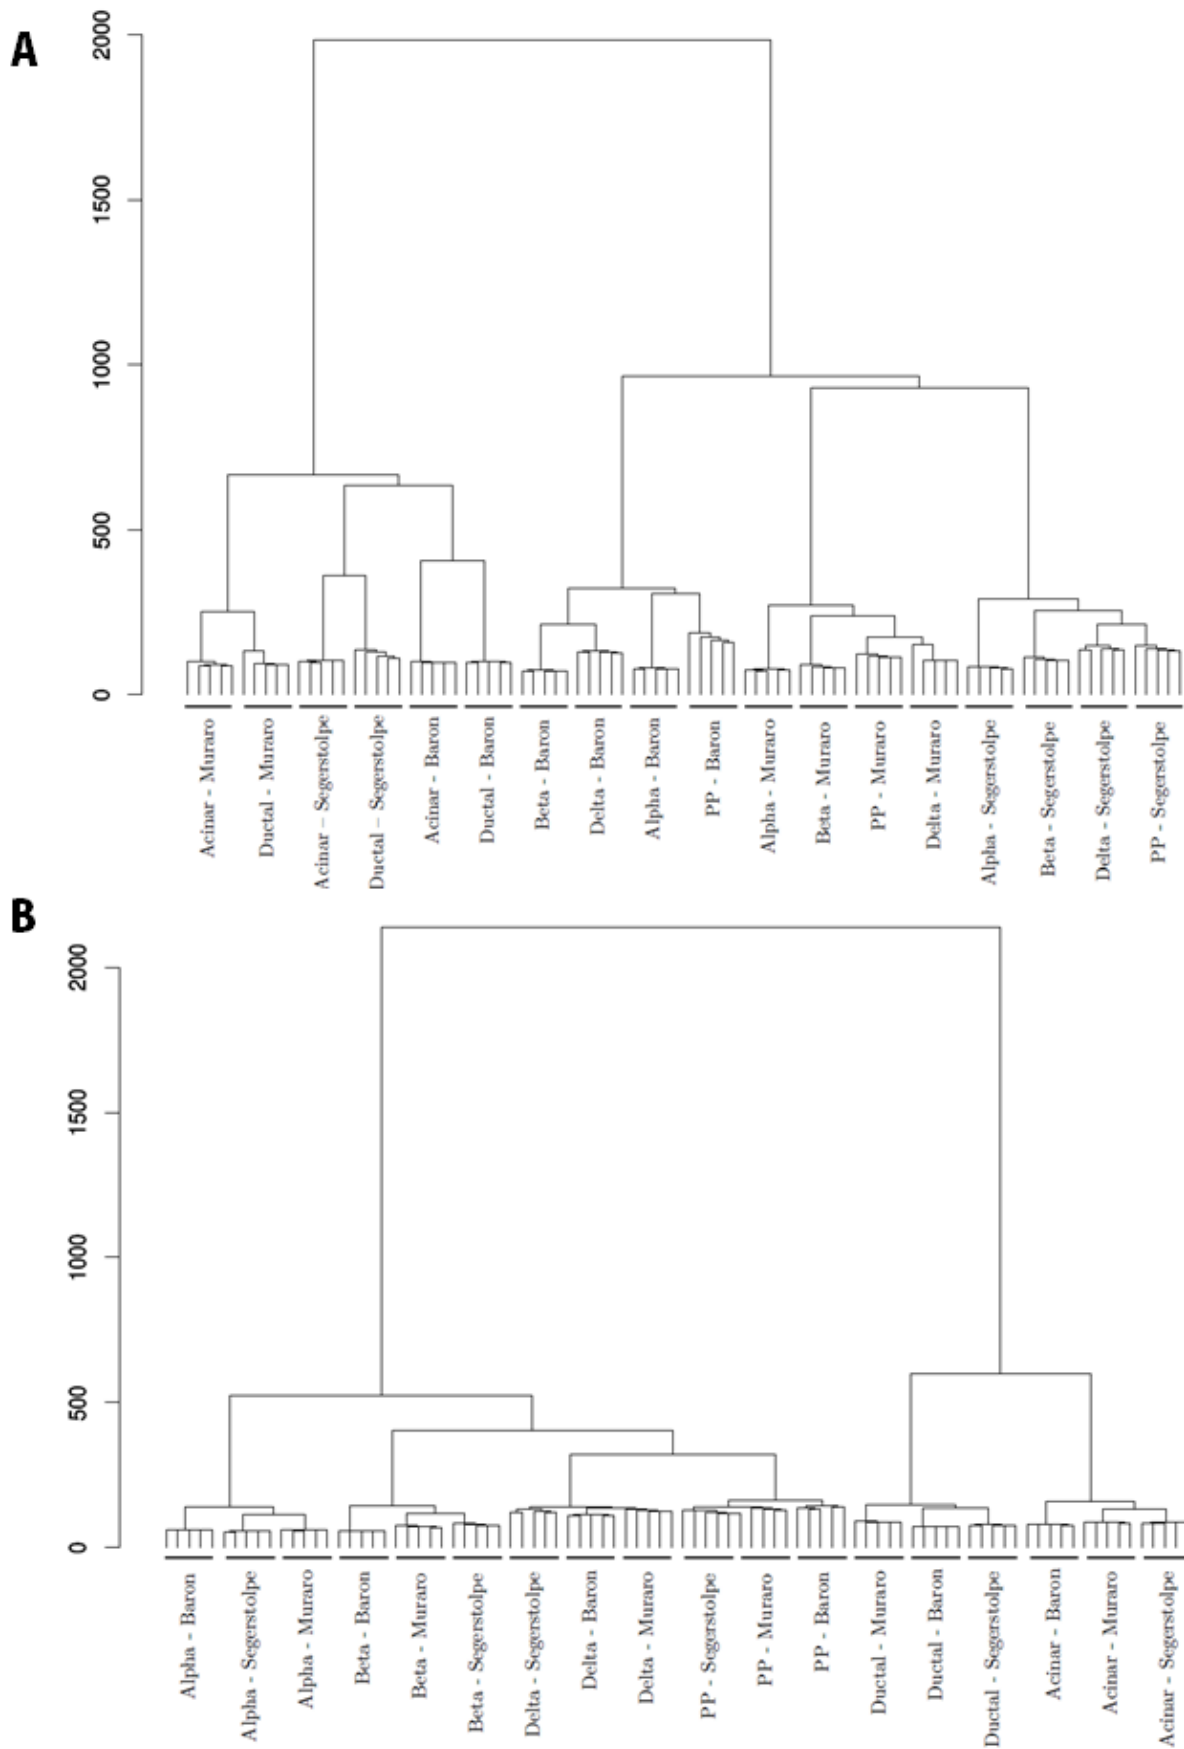 A
2000
1500
1000
500
0
Acinar - Muraro
Ductal - Muraro
Acinar – Segerstolpe
Ductal – Segerstolpe
Acinar - Baron
Ductal - Baron
Beta - Baron
Delta - Baron
Alpha - Baron
PP - Baron
Alpha - Muraro
Beta - Muraro
PP - Muraro
Delta - Muraro
Alpha - Segerstolpe
Beta - Segerstolpe
Delta - Segerstolpe
PP - Segerstolpe
B
2000
1500
1000
500
0
Alpha - Baron
Alpha - Segerstolpe
Alpha - Muraro
Beta - Baron
Beta - Muraro
Beta - Segerstolpe
Delta - Segerstolpe
Delta - Baron
Delta - Muraro
PP - Segerstolpe
PP - Muraro
PP - Baron
Ductal - Muraro
Ductal - Baron
Ductal - Segerstolpe
Acinar - Baron
Acinar - Muraro
Acinar - Segerstolpe